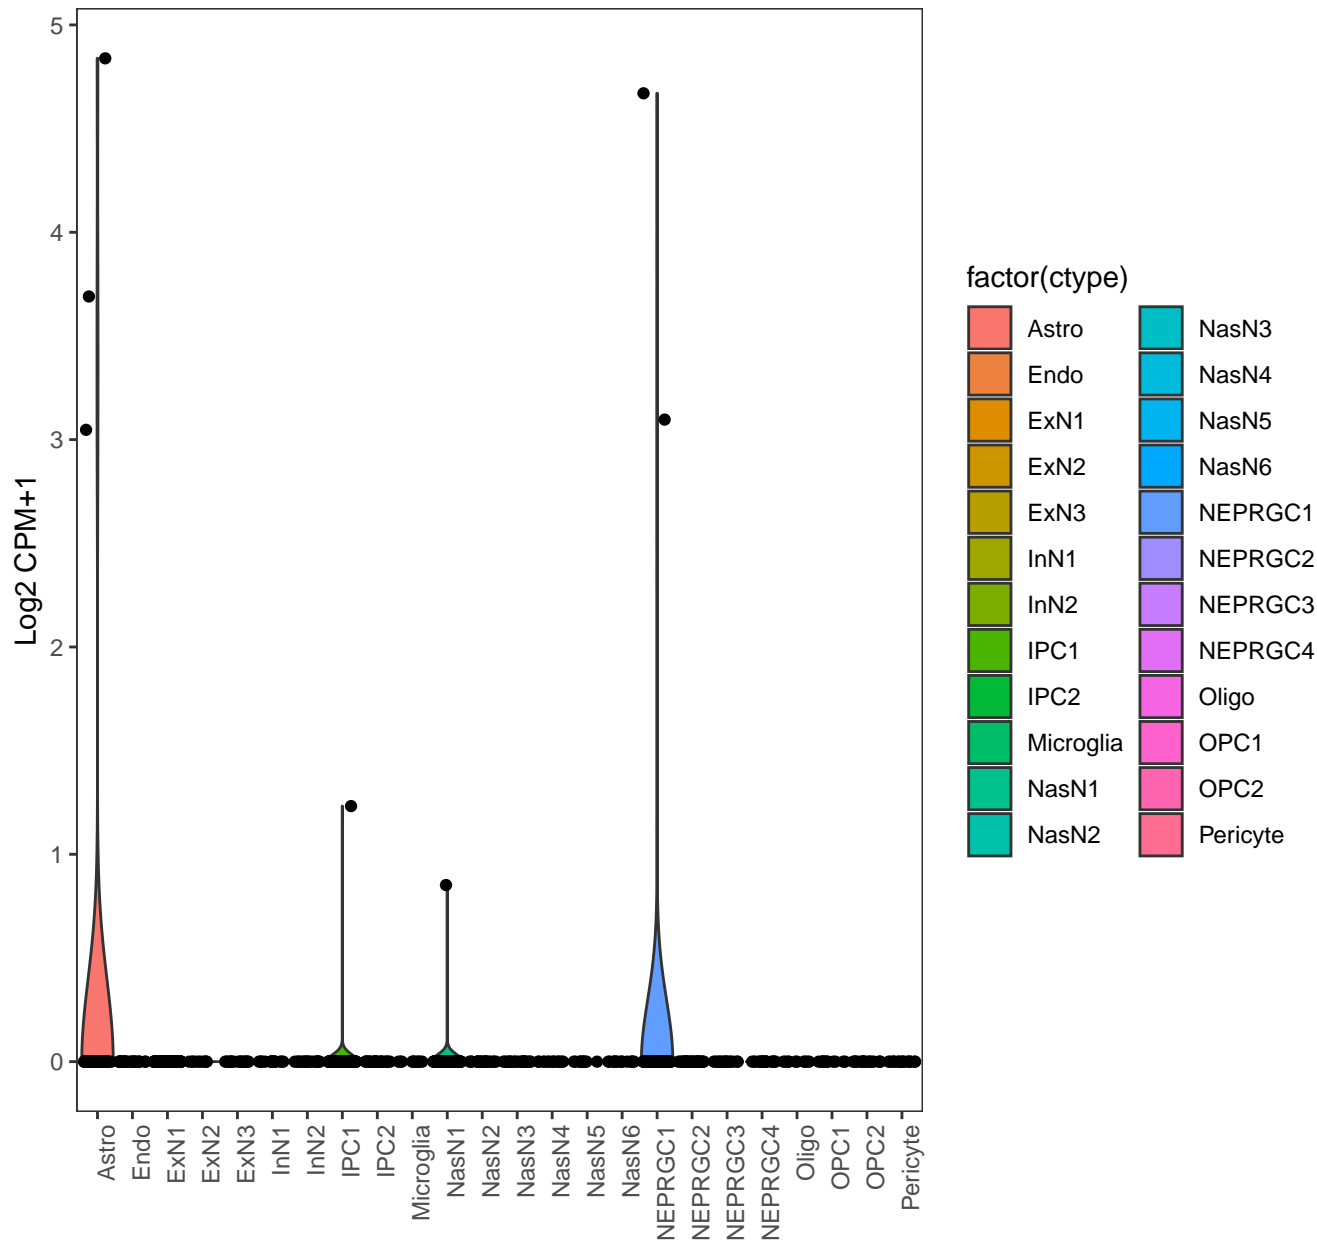 5
4
3
2
1
0
Log2 CPM+1
Astro
Endo
ExN1
ExN2
ExN3
InN1
InN2
IPC1
IPC2
Microglia
NasN1
NasN2
NasN3
NasN4
NasN5
NasN6
NEPRGC1
NEPRGC2
NEPRGC3
NEPRGC4
Oligo
OPC1
OPC2
Pericyte
factor(ctype)
Astro
Endo
ExN1
ExN2
ExN3
InN1
InN2
IPC1
IPC2
Microglia
NasN1
NasN2
NasN3
NasN4
NasN5
NasN6
NEPRGC1
NEPRGC2
NEPRGC3
NEPRGC4
Oligo
OPC1
OPC2
Pericyte